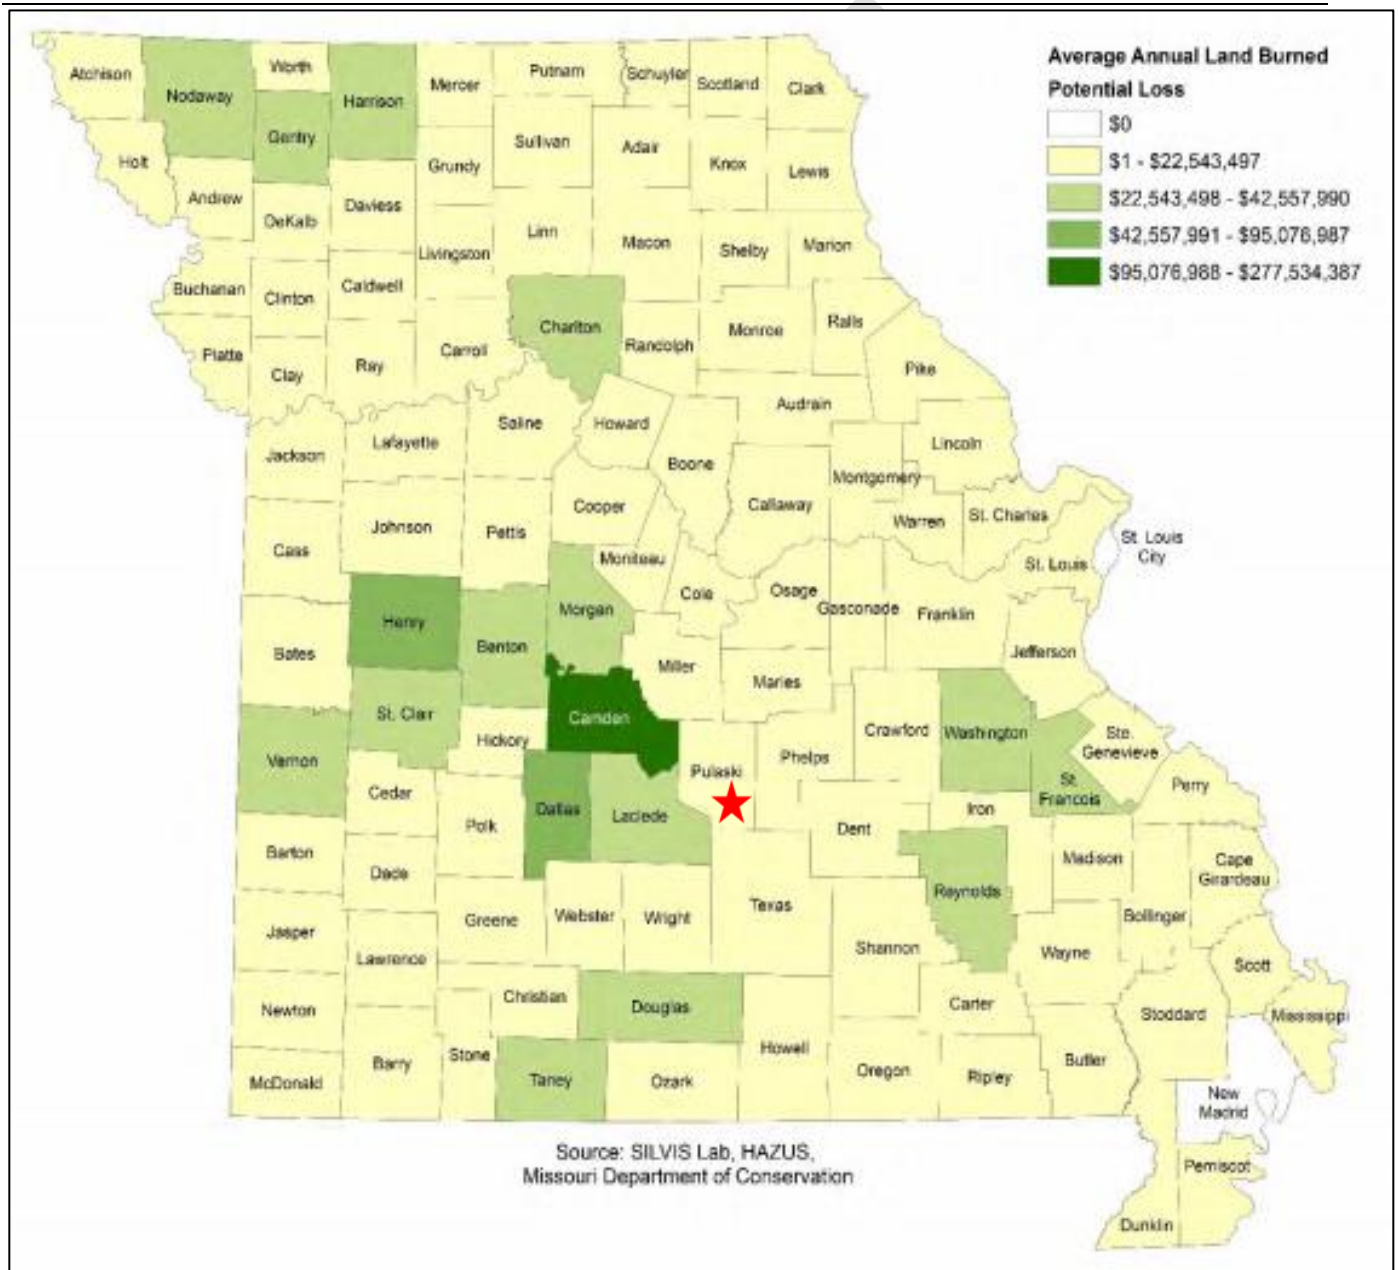 Average Annual Land Burned
Potential Loss
$0
$1 - $22,543,497
$22,543,498 - $42,557,990
$42,557,991 - $95,076,987
$95,076,988 - $277,534,387
Atchison
Nodaway
Worth
Harrison
Mercer
Putnam
Schuyler
Scotland
Clark
Gentry
Holt
Andrew
DeKalb
Daviess
Grundy
Sullivan
Adair
Knox
Lewis
Livingston
Linn
Macon
Shelby
Marion
Buchanan
Clinton
Caldwell
Chariton
Randolph
Monroe
Ralls
Platte
Clay
Ray
Carroll
Pike
Audrain
Jackson
Lafayette
Saline
Howard
Boone
Lincoln
Montgomery
Callaway
Cooper
Warren
St. Charles
Cass
Johnson
Pettis
Moniteau
St. Louis
St. Louis
City
Cole
Osage
Gasconade
Franklin
Henry
Benton
Morgan
Bates
Miller
Maries
Jefferson
St. Clair
Hickory
Camden
Crawford
Washington
Ste.
Genevieve
Vernon
Cedar
Pulaski
Phelps
St.
Francois
Perry
Dallas
Laclede
Polk
Dent
Iron
Barton
Dade
Madison
Cape
Girardeau
Reynolds
Greene
Webster
Wright
Texas
Bollinger
Jasper
Lawrence
Shannon
Wayne
Scott
Newton
Christian
Douglas
Carter
Stoddard
Mississippi
McDonald
Barry
Stone
Taney
Ozark
Howell
Oregon
Ripley
Butler
New
Madrid
Pemiscot
Dunklin
Source: SILVIS Lab, HAZUS,
Missouri Department of Conservation